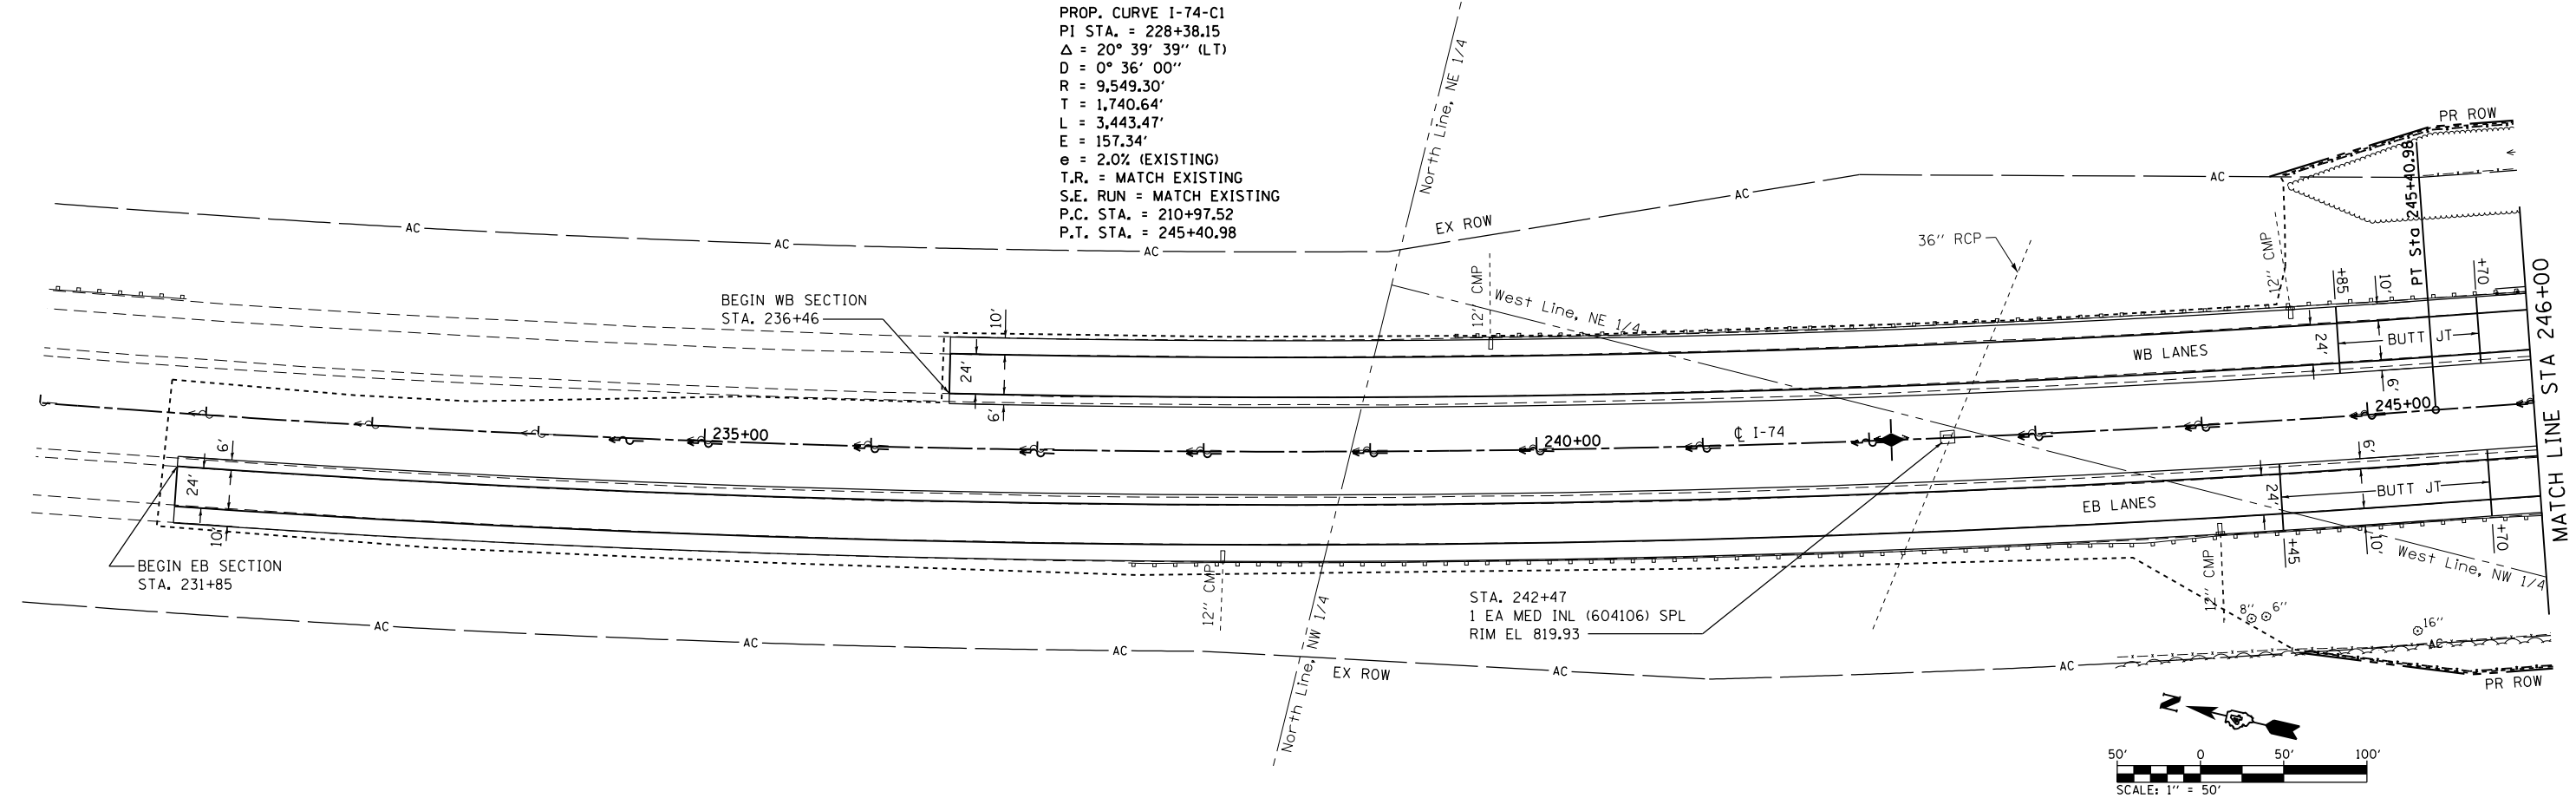 PROP. CURVE I-74-C1
PI STA. = 228+38.15
Δ = 20° 39' 39'' (LT)
D = 0° 36' 00''
R = 9,549.30'
T = 1,740.64'
L = 3,443.47'
E = 157.34'
e = 2.0% (EXISTING)
T.R. = MATCH EXISTING
S.E. RUN = MATCH EXISTING
P.C. STA. = 210+97.52
P.T. STA. = 245+40.98
North Line, NE 1/4
PR ROW
AC
AC
AC
AC
AC
EX ROW
36'' RCP
12'' CMP
12'' CMP
PT Sta 245+40.98
+85
10'
+70
BEGIN WB SECTION
STA. 236+46
10'
24'
6'
West Line, NE 1/4
WB LANES
24'
BUTT JT
6'
MATCH LINE STA 246+00
235+00
240+00
℄ I-74
245+00
6'
24'
10'
6'
EB LANES
24'
BUTT JT
+45
10'
+70
West Line, NW 1/4
BEGIN EB SECTION
STA. 231+85
12'' CMP
12'' CMP
STA. 242+47
1 EA MED INL (604106) SPL
RIM EL 819.93
8''
6''
16''
AC
AC
AC
AC
AC
AC
North Line, NW 1/4
EX ROW
PR ROW
N
50'
0
50'
100'
SCALE: 1'' = 50'